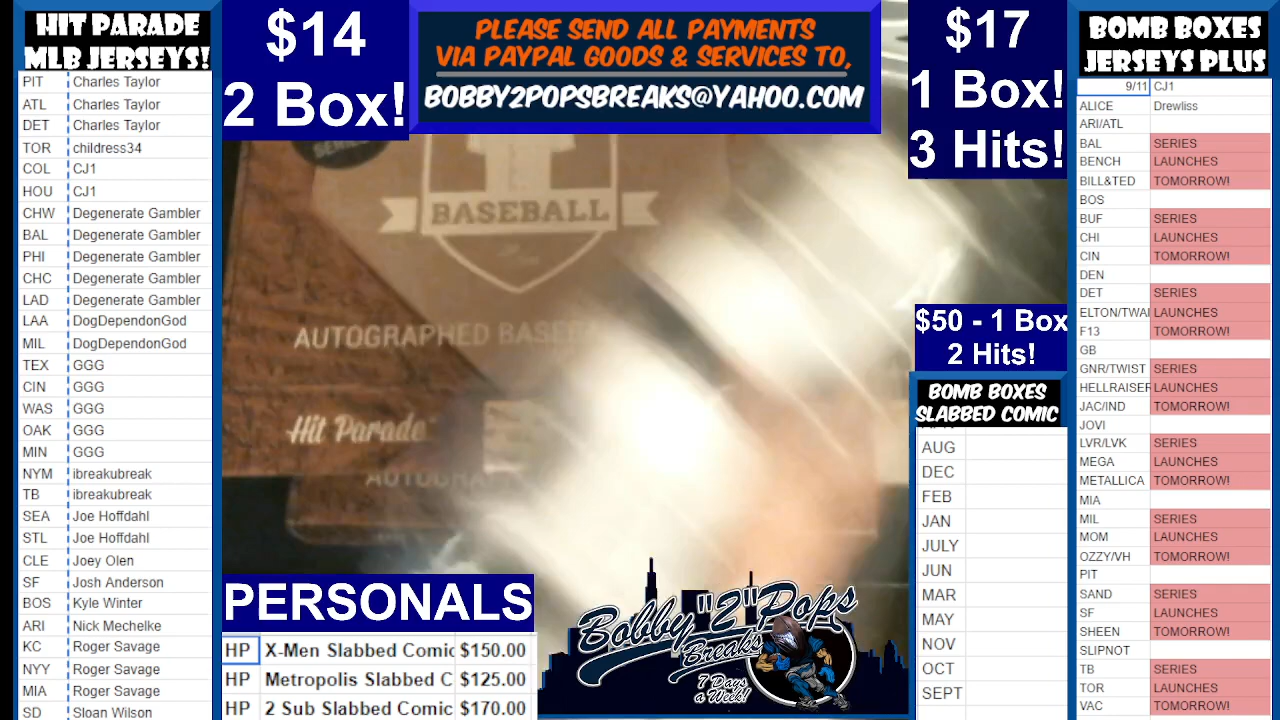 HIT PARADE
MLB JERSEYS!
PIT Charles Taylor
ATL Charles Taylor
DET Charles Taylor
TOR childress34
COL CJ1
HOU CJ1
CHW Degenerate Gambler
BAL Degenerate Gambler
PHI Degenerate Gambler
CHC Degenerate Gambler
LAD Degenerate Gambler
LAA DogDependonGod
MIL DogDependonGod
TEX GGG
CIN GGG
WAS GGG
OAK GGG
MIN GGG
NYM ibreakubreak
TB ibreakubreak
SEA Joe Hoffdahl
STL Joe Hoffdahl
CLE Joey Olen
SF Josh Anderson
BOS Kyle Winter
ARI Nick Mechelke
KC Roger Savage
NYY Roger Savage
MIA Roger Savage
SD Sloan Wilson
$14
2 Box!
PLEASE SEND ALL PAYMENTS
VIA PAYPAL GOODS & SERVICES TO,
BOBBY2POPSBREAKS@YAHOO.COM
BASEBALL
AUTOGRAPHED BASEB
Hit Parade
PERSONALS
HP X-Men Slabbed Comic $150.00
HP Metropolis Slabbed C $125.00
HP 2 Sub Slabbed Comic $170.00
Bobby "2" Pops
Breaks
7 Days
a Week!
$17
1 Box!
3 Hits!
$50 - 1 Box
2 Hits!
BOMB BOXES
SLABBED COMIC
AUG
DEC
FEB
JAN
JULY
JUN
MAR
MAY
NOV
OCT
SEPT
BOMB BOXES
JERSEYS PLUS
9/11 CJ1
ALICE Drewliss
ARI/ATL
BAL SERIES
BENCH LAUNCHES
BILL&TED TOMORROW!
BOS
BUF SERIES
CHI LAUNCHES
CIN TOMORROW!
DEN
DET SERIES
ELTON/TWAI LAUNCHES
F13 TOMORROW!
GB
GNR/TWIST SERIES
HELLRAISER LAUNCHES
JAC/IND TOMORROW!
JOVI
LVR/LVK SERIES
MEGA LAUNCHES
METALLICA TOMORROW!
MIA
MIL SERIES
MOM LAUNCHES
OZZY/VH TOMORROW!
PIT
SAND SERIES
SF LAUNCHES
SHEEN TOMORROW!
SLIPNOT
TB SERIES
TOR LAUNCHES
VAC TOMORROW!